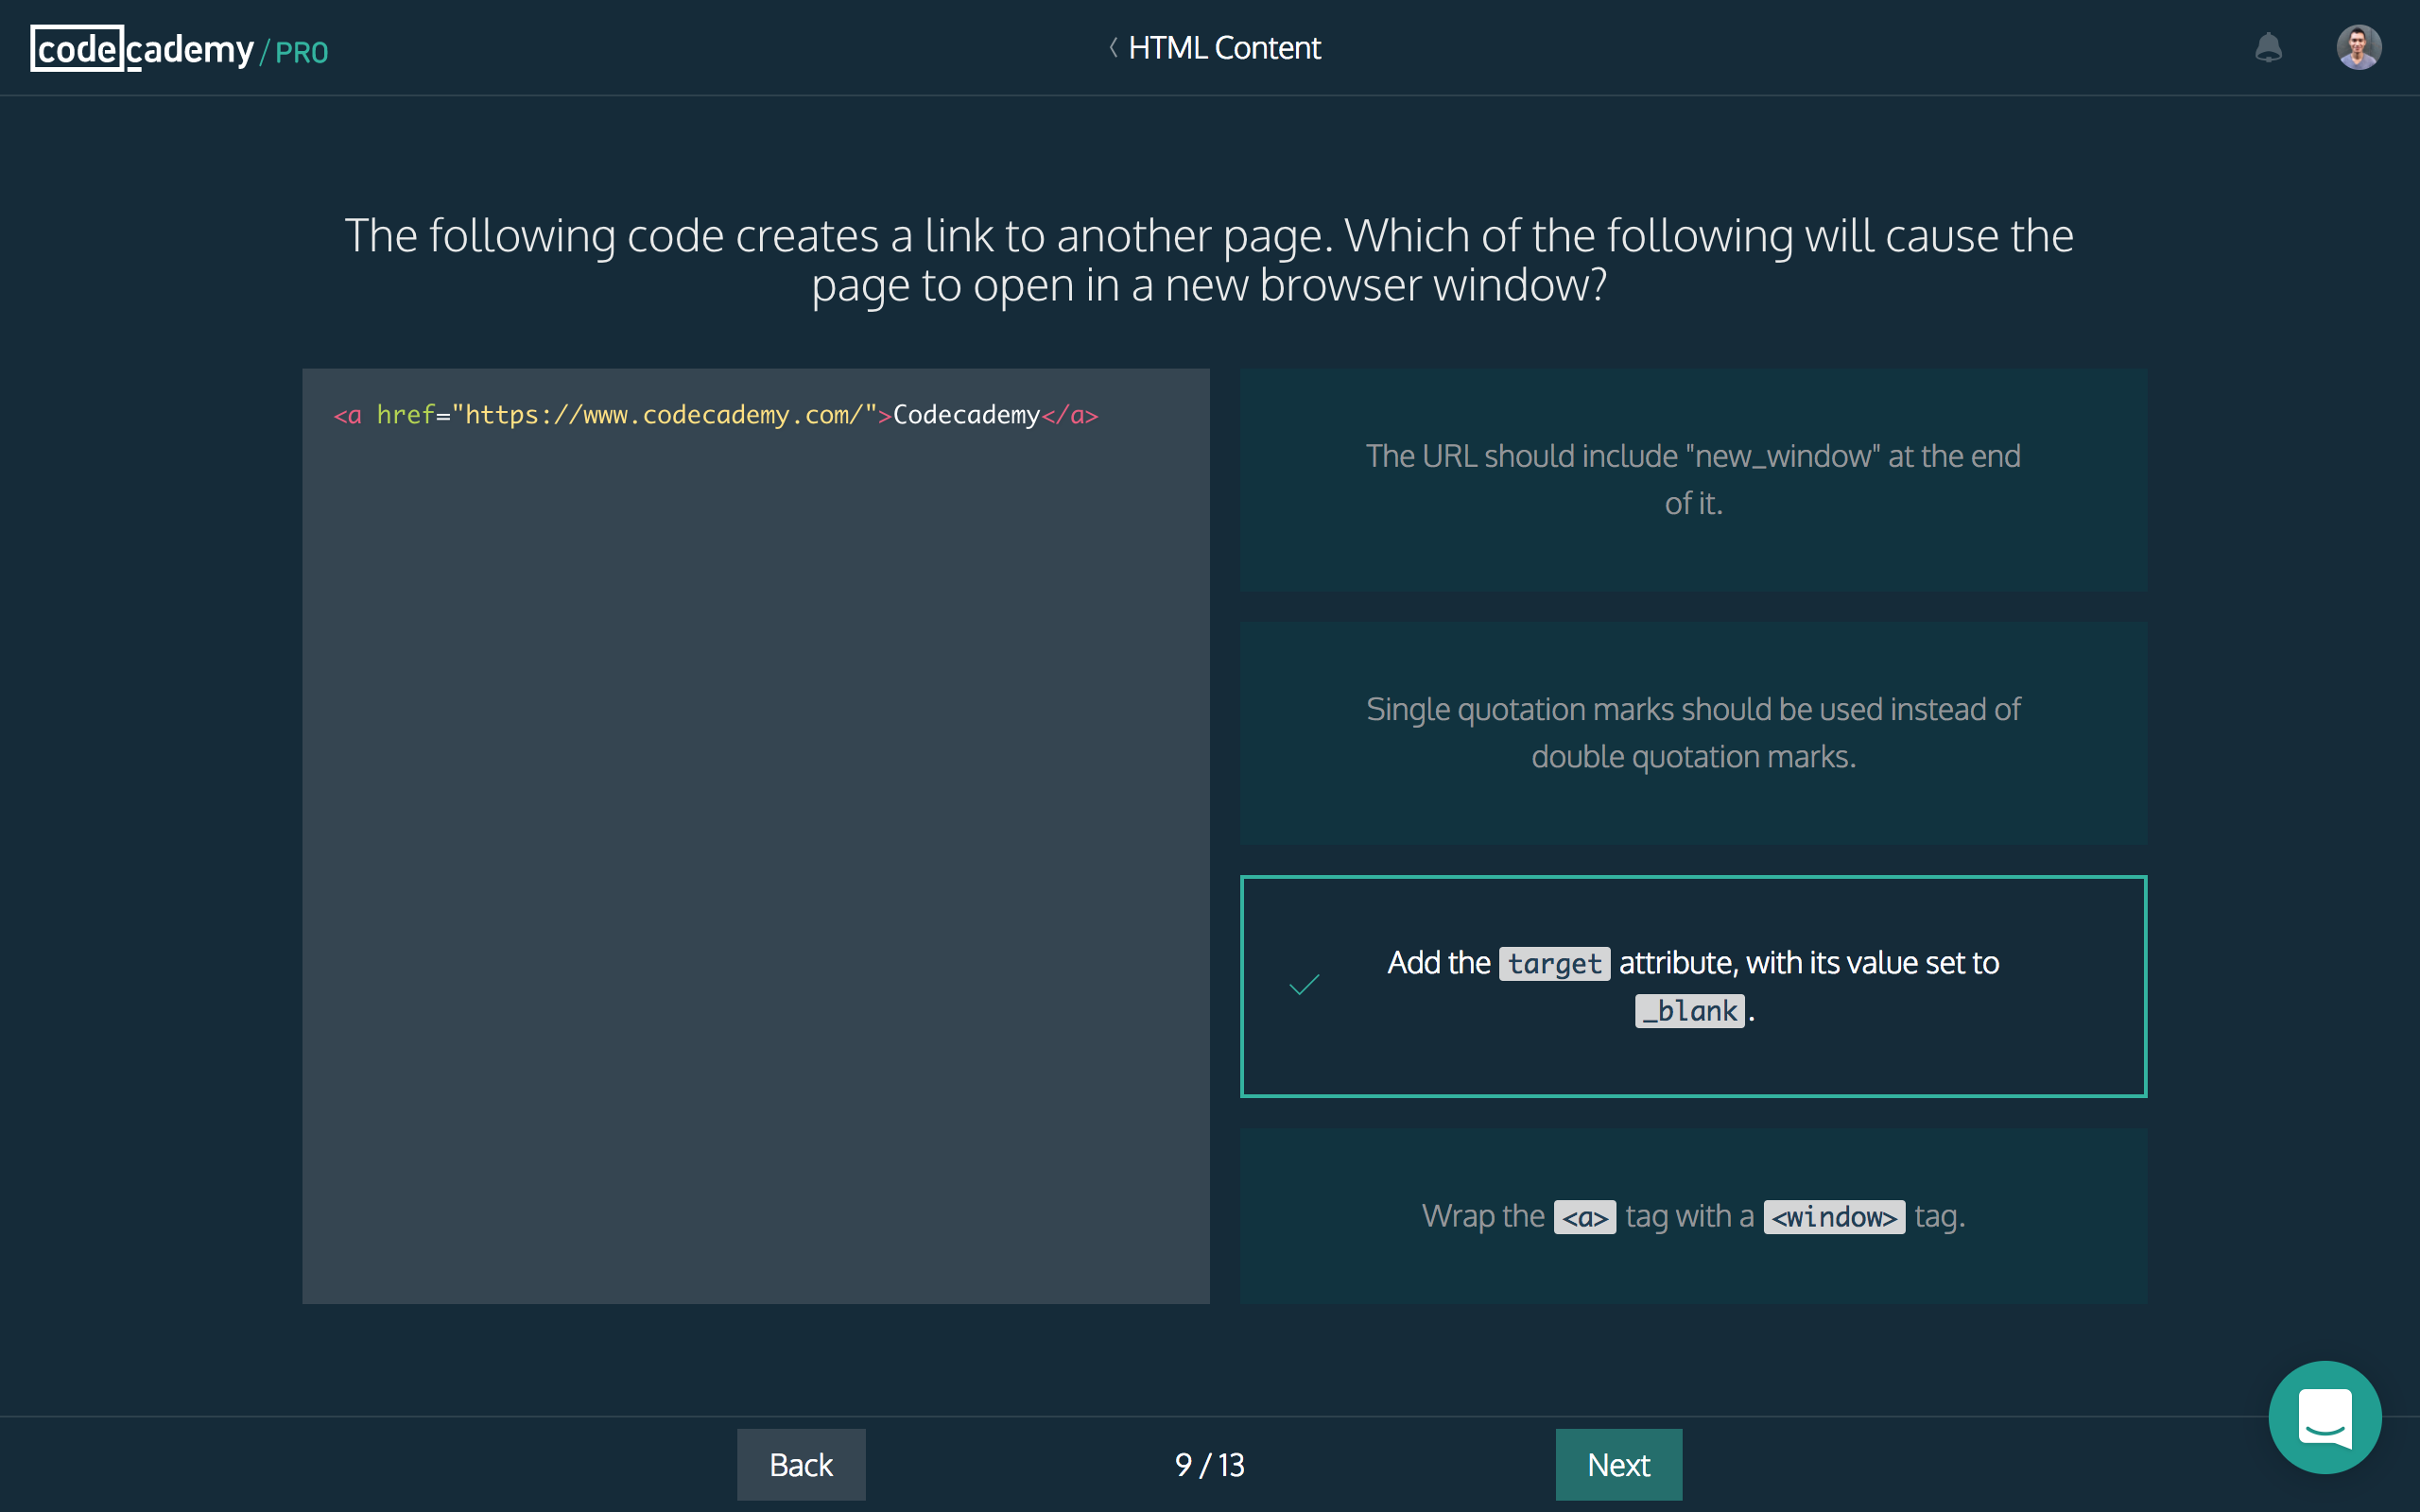 codecademy/PRO
HTML Content
The following code creates a link to another page. Which of the following will cause the
page to open in a new browser window?
<a href="https://www.codecademy.com/">Codecademy</a>
The URL should include "new_window" at the end
of it.
Single quotation marks should be used instead of
double quotation marks.
Add the target attribute, with its value set to
_blank.
Wrap the <a> tag with a <window> tag.
Back
9 / 13
Next